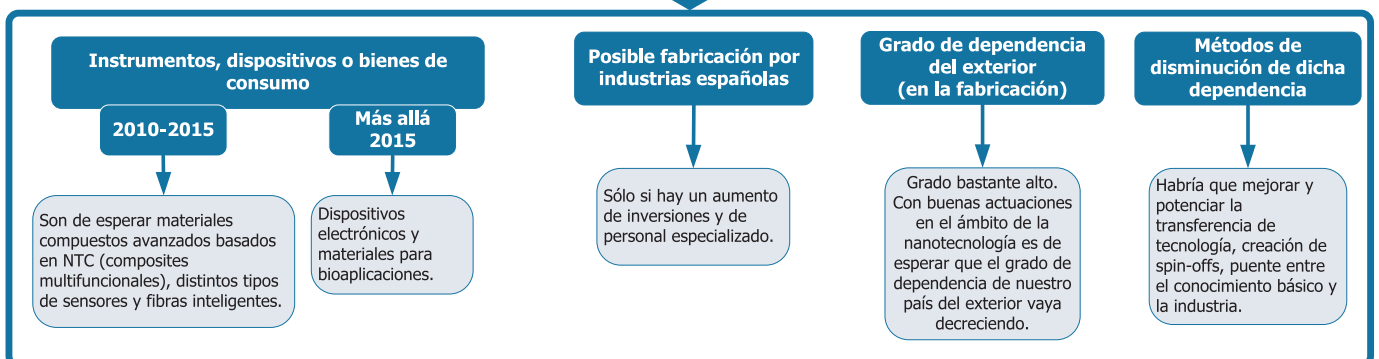 Instrumentos, dispositivos o bienes de
consumo
2010-2015
Son de esperar materiales
compuestos avanzados basados
en NTC (composites
multifuncionales), distintos tipos
de sensores y fibras inteligentes.
Más allá
2015
Dispositivos
electrónicos y
materiales para
bioaplicaciones.
Posible fabricación por
industrias españolas
Sólo si hay un aumento
de inversiones y de
personal especializado.
Grado de dependencia
del exterior
(en la fabricación)
Grado bastante alto.
Con buenas actuaciones
en el ámbito de la
nanotecnología es de
esperar que el grado de
dependencia de nuestro
país del exterior vaya
decreciendo.
Métodos de
disminución de dicha
dependencia
Habría que mejorar y
potenciar la
transferencia de
tecnología, creación de
spin-offs, puente entre
el conocimiento básico y
la industria.